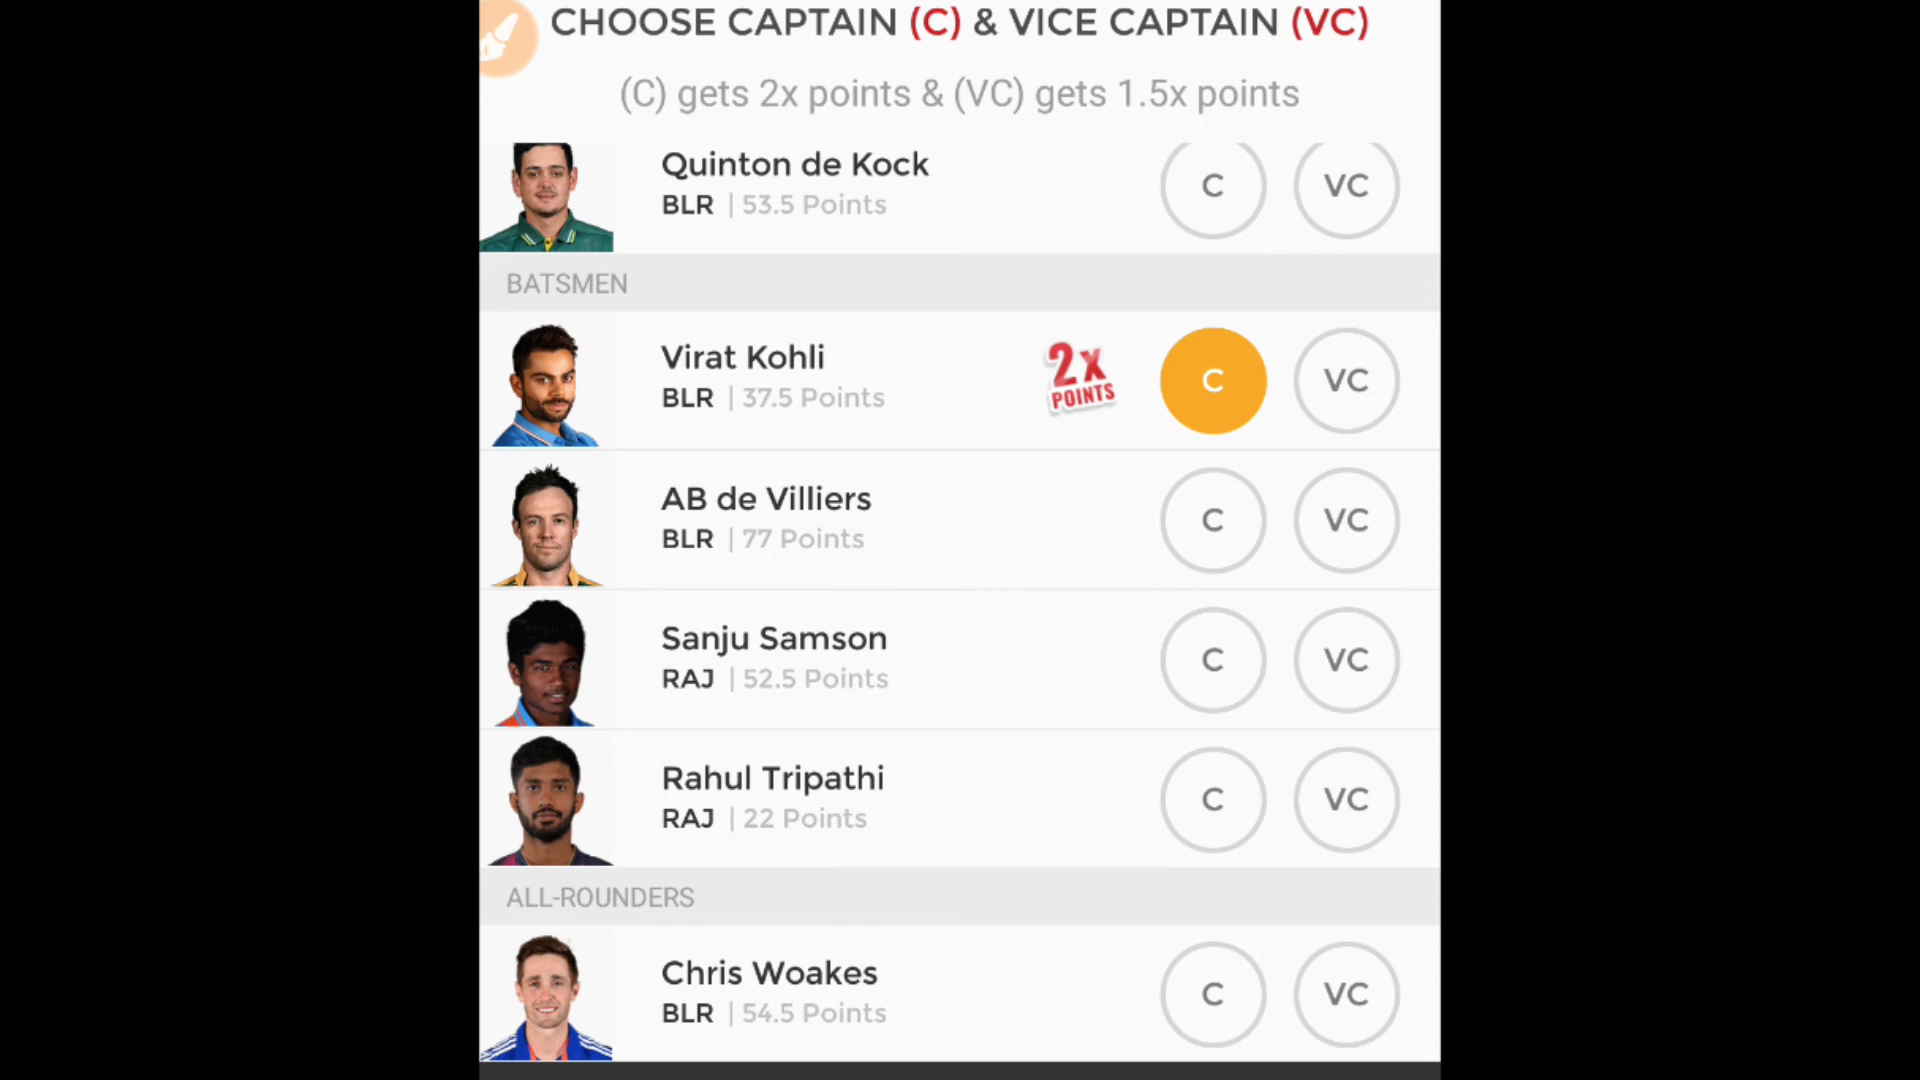 CHOOSE CAPTAIN (C) & VICE CAPTAIN (VC)
(C) gets 2x points & (VC) gets 1.5x points
Quinton de Kock
BLR | 53.5 Points
C VC
BATSMEN
Virat Kohli
BLR | 37.5 Points
2x POINTS
C VC
AB de Villiers
BLR | 77 Points
C VC
Sanju Samson
RAJ | 52.5 Points
C VC
Rahul Tripathi
RAJ | 22 Points
C VC
ALL-ROUNDERS
Chris Woakes
BLR | 54.5 Points
C VC